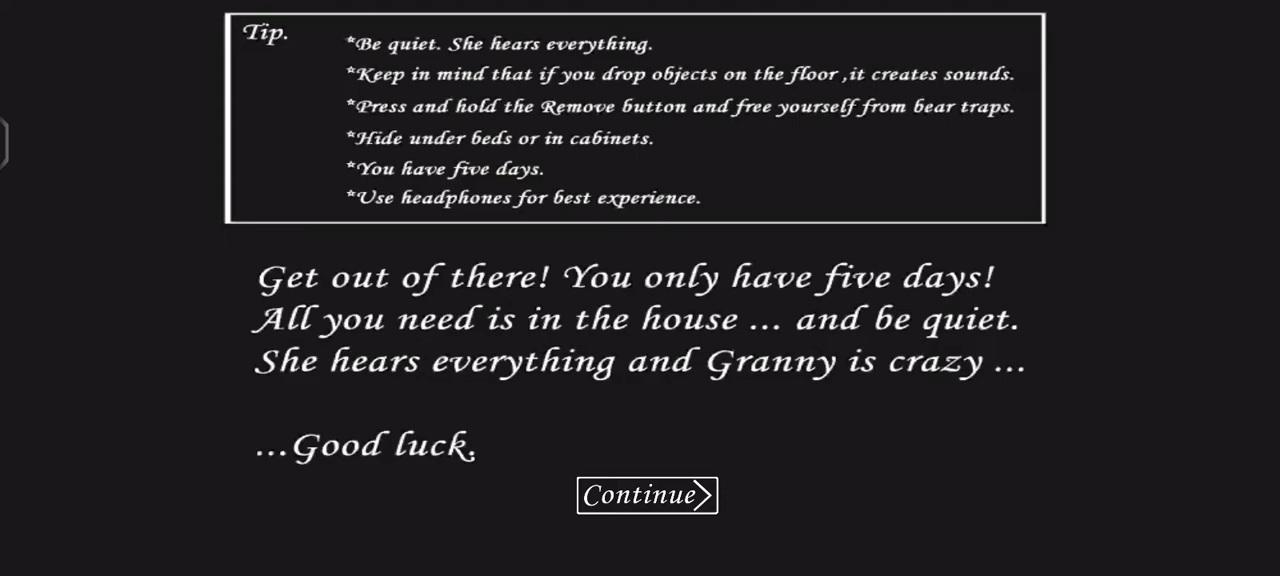 Tip.
*Be quiet. She hears everything.
*Keep in mind that if you drop objects on the floor ,it creates sounds.
*Press and hold the Remove button and free yourself from bear traps.
*Hide under beds or in cabinets.
*You have five days.
*Use headphones for best experience.
Get out of there! You only have five days!
All you need is in the house ... and be quiet.
She hears everything and Granny is crazy ...
...Good luck.
Continue>